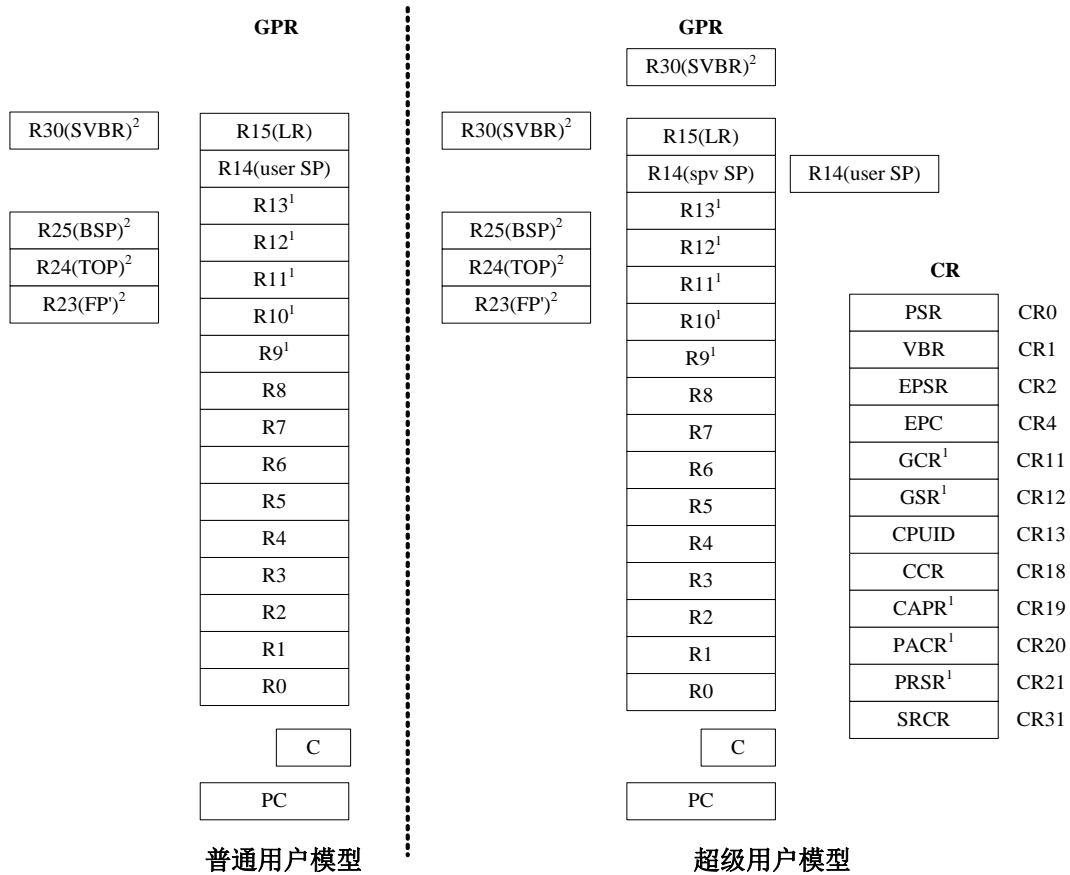 GPR
R30(SVBR)²
R15(LR)
R14(user SP)
R13¹
R25(BSP)²
R12¹
R24(TOP)²
R11¹
R23(FP')²
R10¹
R9¹
R8
R7
R6
R5
R4
R3
R2
R1
R0
C
PC
普通用户模型
GPR
R30(SVBR)²
R30(SVBR)²
R15(LR)
R14(spv SP)
R14(user SP)
R13¹
R25(BSP)²
R12¹
R24(TOP)²
R11¹
R23(FP')²
R10¹
R9¹
R8
R7
R6
R5
R4
R3
R2
R1
R0
C
PC
CR
PSR CR0
VBR CR1
EPSR CR2
EPC CR4
GCR¹ CR11
GSR¹ CR12
CPUID CR13
CCR CR18
CAPR¹ CR19
PACR¹ CR20
PRSR¹ CR21
SRCR CR31
超级用户模型